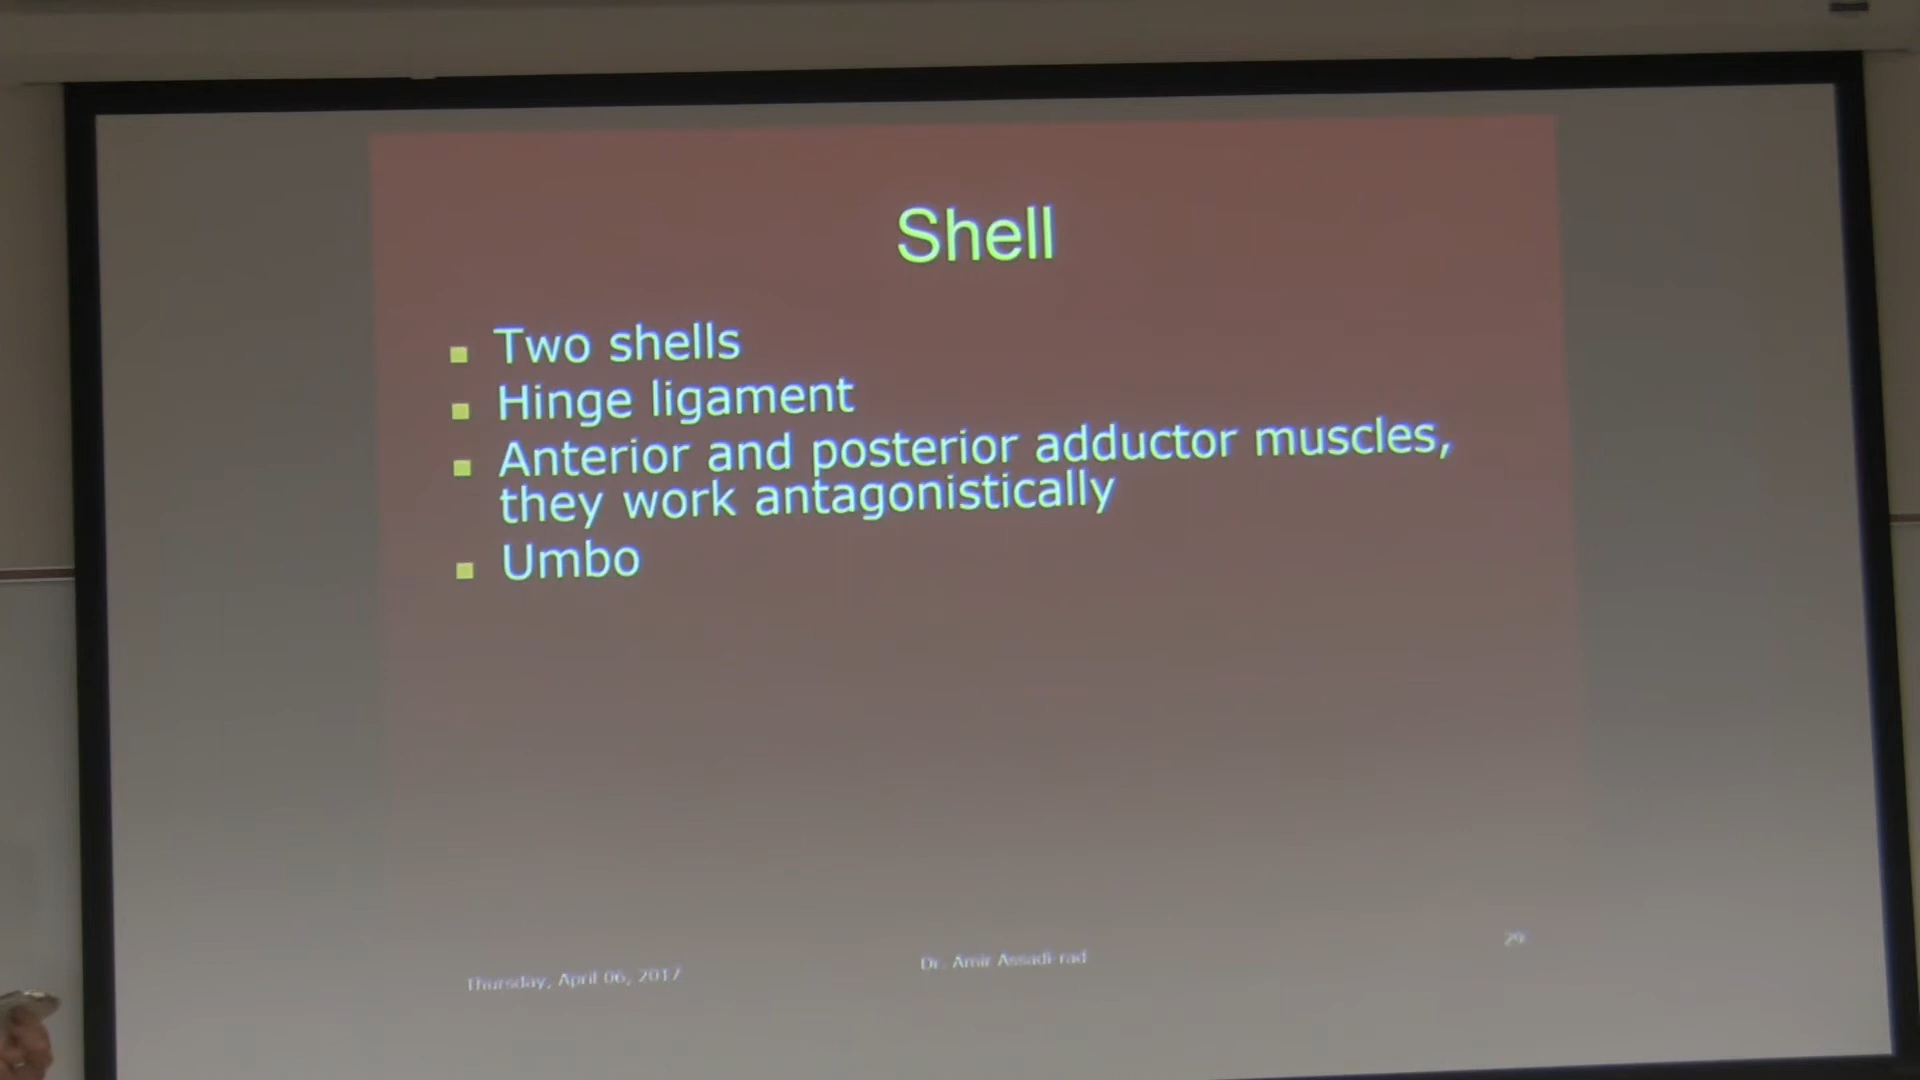 Shell
Two shells
Hinge ligament
Anterior and posterior adductor muscles,
they work antagonistically
Umbo
Thursday, April 06, 2017
Dr. Amir Assadi-rad
29